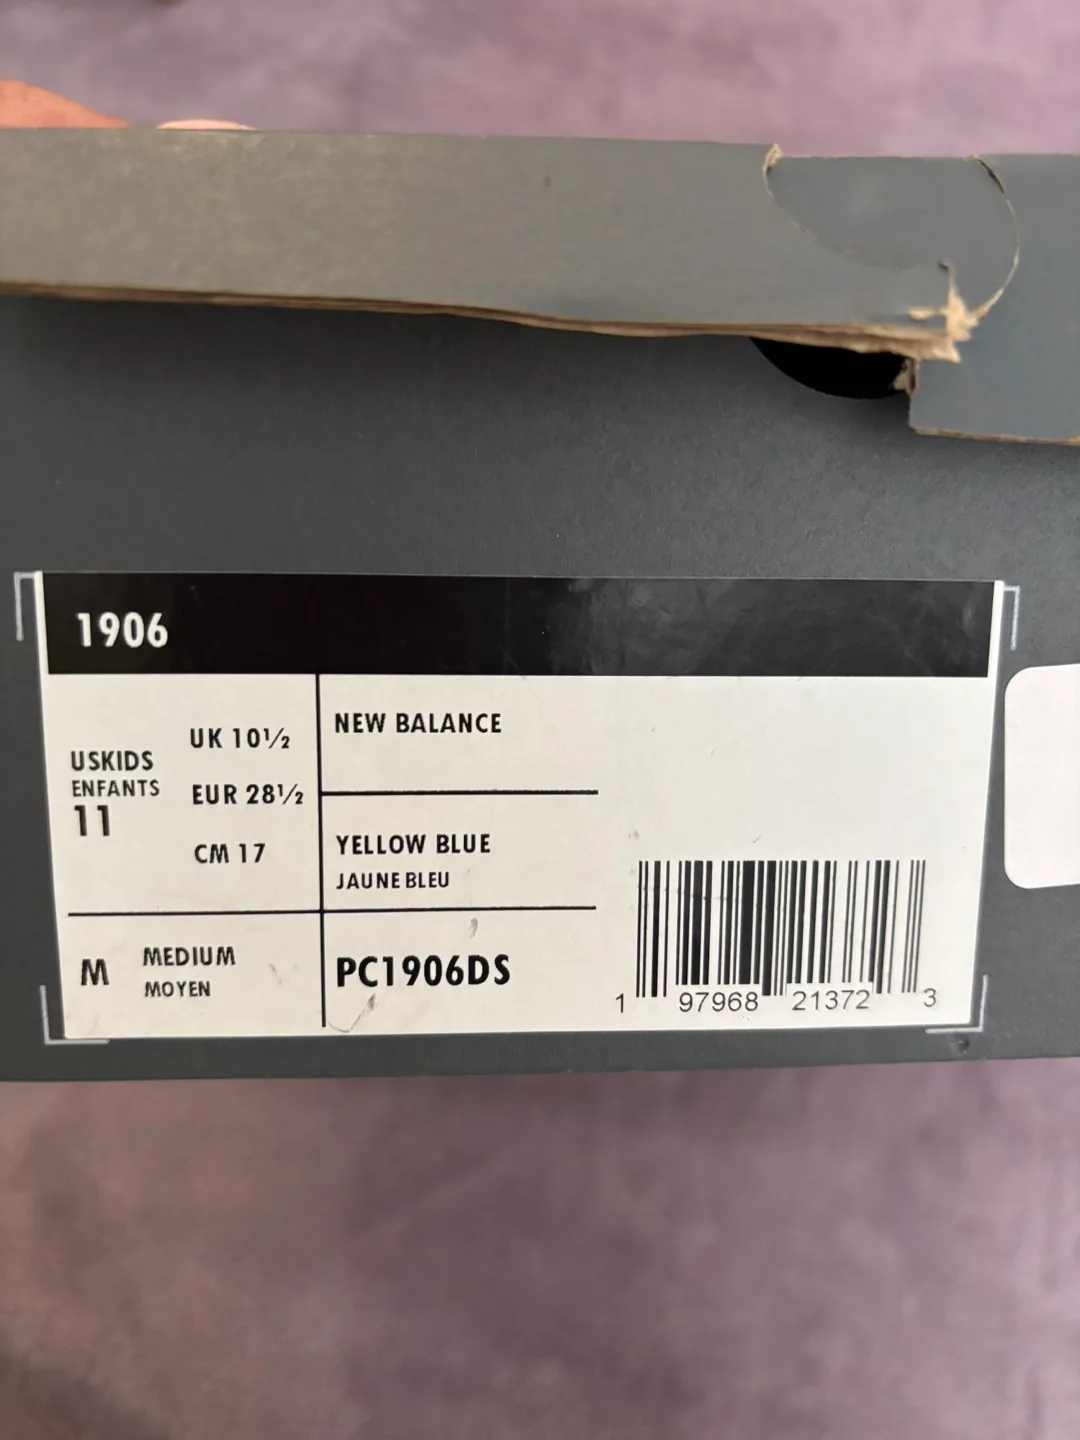 1906
USKIDS
ENFANTS
11
UK 10½
EUR 28½
CM 17
NEW BALANCE
YELLOW BLUE
JAUNE BLEU
M
MEDIUM
MOYEN
PC1906DS
1 97968 21372 3